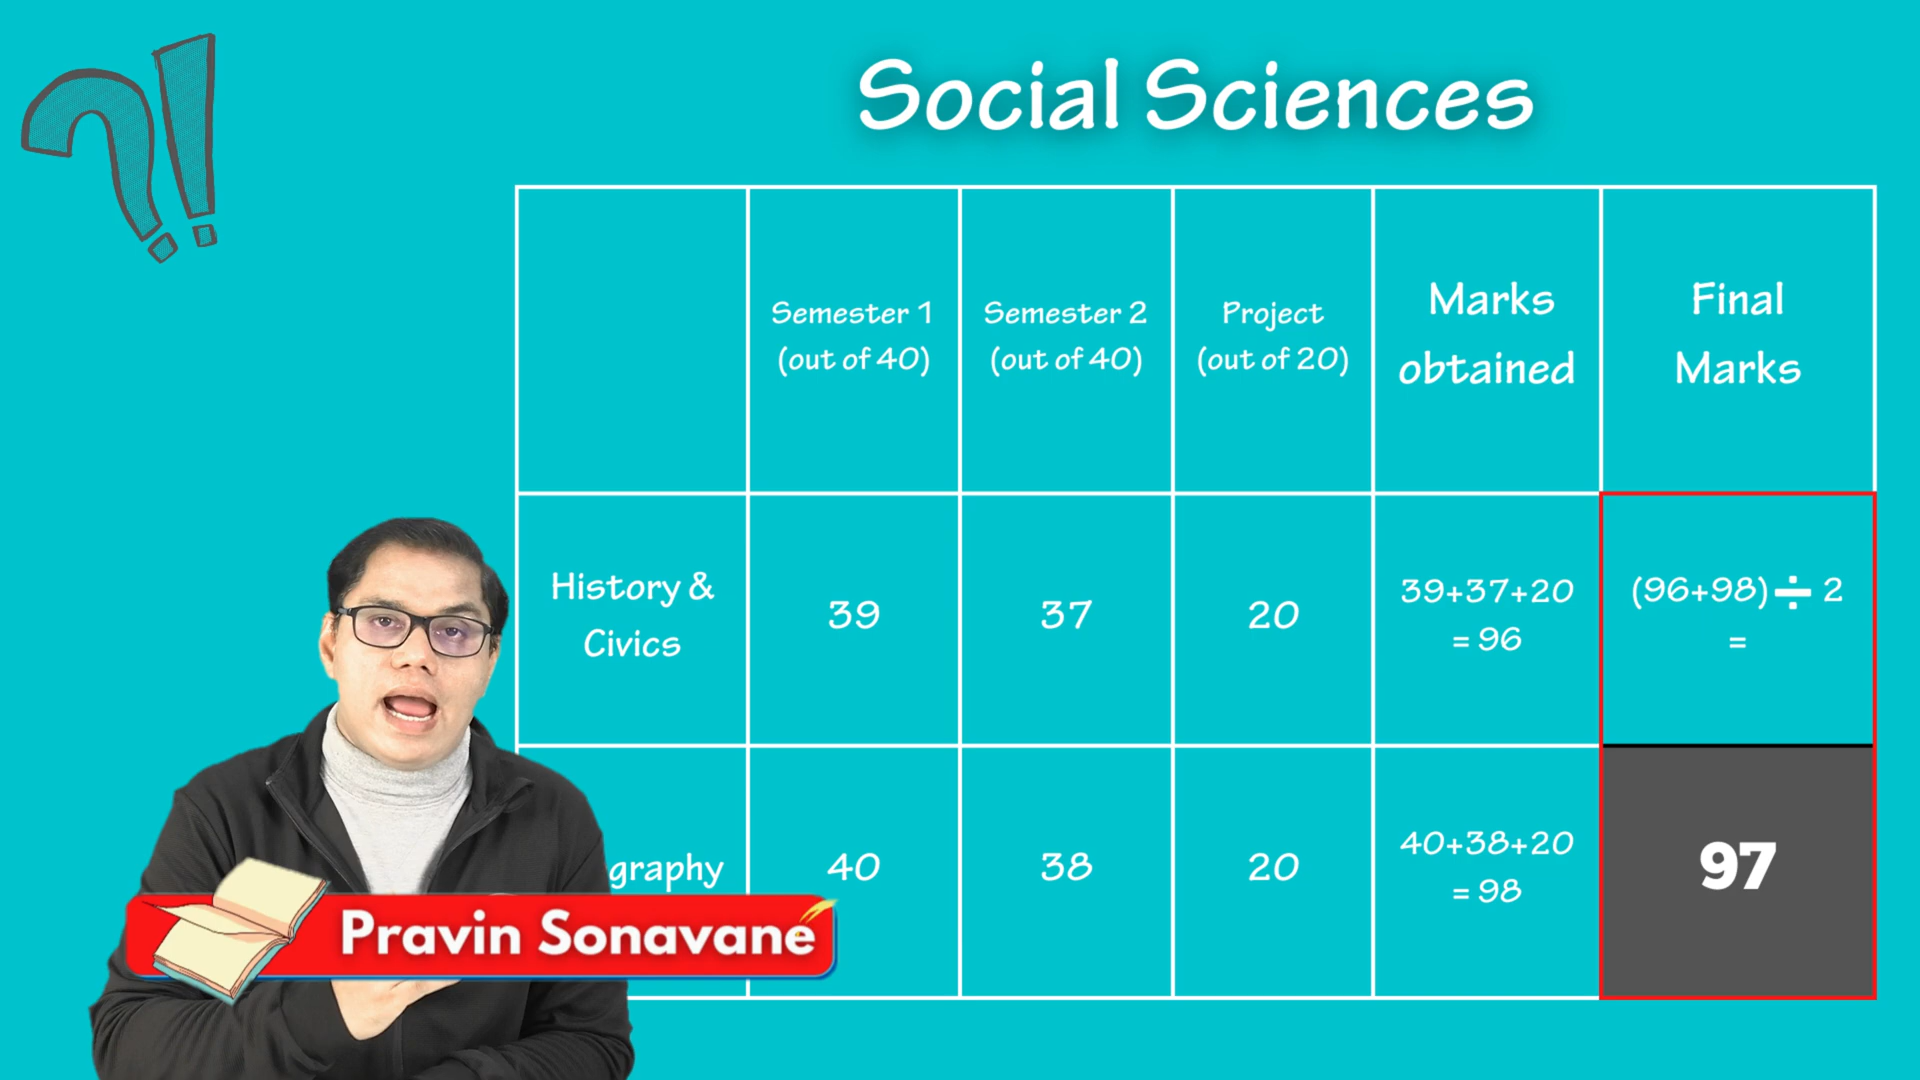 Social Sciences
Semester 1
(out of 40)
Semester 2
(out of 40)
Project
(out of 20)
Marks
obtained
Final
Marks
History &
Civics
39
37
20
39+37+20
= 96
(96+98) ÷ 2
=
graphy
40
38
20
40+38+20
= 98
97
Pravin Sonavane
?!